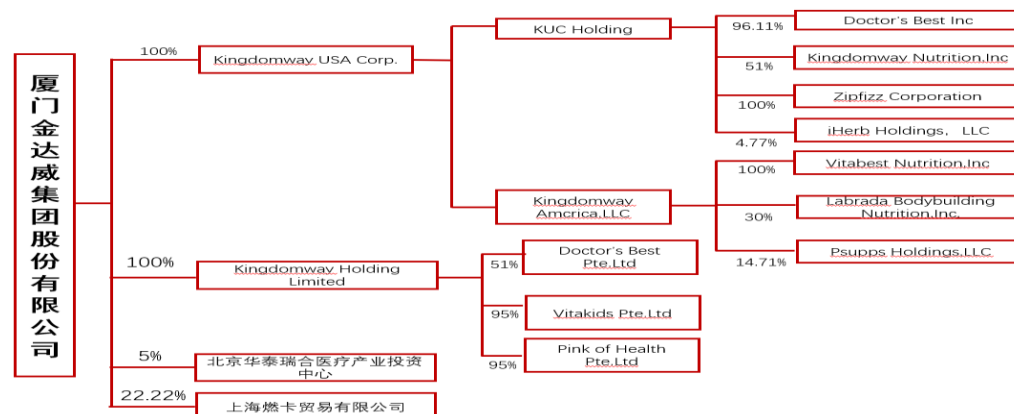 厦门金达威集团股份有限公司
100%
Kingdomway USA Corp.
KUC Holding
96.11%
Doctor's Best Inc
51%
Kingdomway Nutrition,Inc
100%
Zipfizz Corporation
4.77%
iHerb Holdings, LLC
Kingdomway
Amcrica,LLC
100%
Vitabest Nutrition,Inc
30%
Labrada Bodybuilding
Nutrition,Inc,
14.71%
Psupps Holdings,LLC
100%
Kingdomway Holding
Limited
51%
Doctor's Best
Pte,Ltd
95%
Vitakids Pte,Ltd
95%
Pink of Health
Pte,Ltd
5%
北京华泰瑞合医疗产业投资
中心
22.22%
上海燃卡贸易有限公司